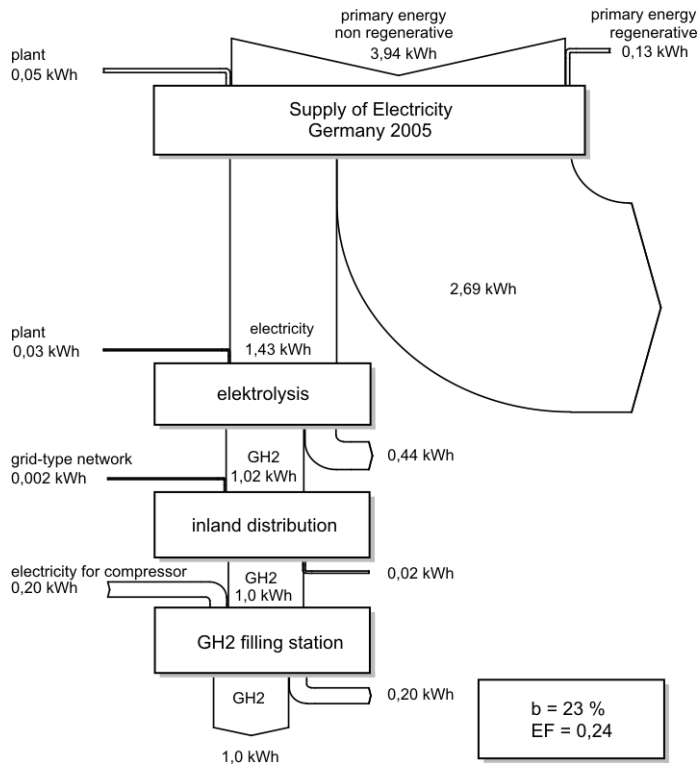 primary energy
non regenerative
3,94 kWh
primary energy
regenerative
0,13 kWh
plant
0,05 kWh
Supply of Electricity
Germany 2005
2,69 kWh
plant
0,03 kWh
electricity
1,43 kWh
elektrolysis
grid-type network
0,002 kWh
GH2
1,02 kWh
0,44 kWh
inland distribution
electricity for compressor
0,20 kWh
GH2
1,0 kWh
0,02 kWh
GH2 filling station
GH2
0,20 kWh
1,0 kWh
b = 23 %
EF = 0,24